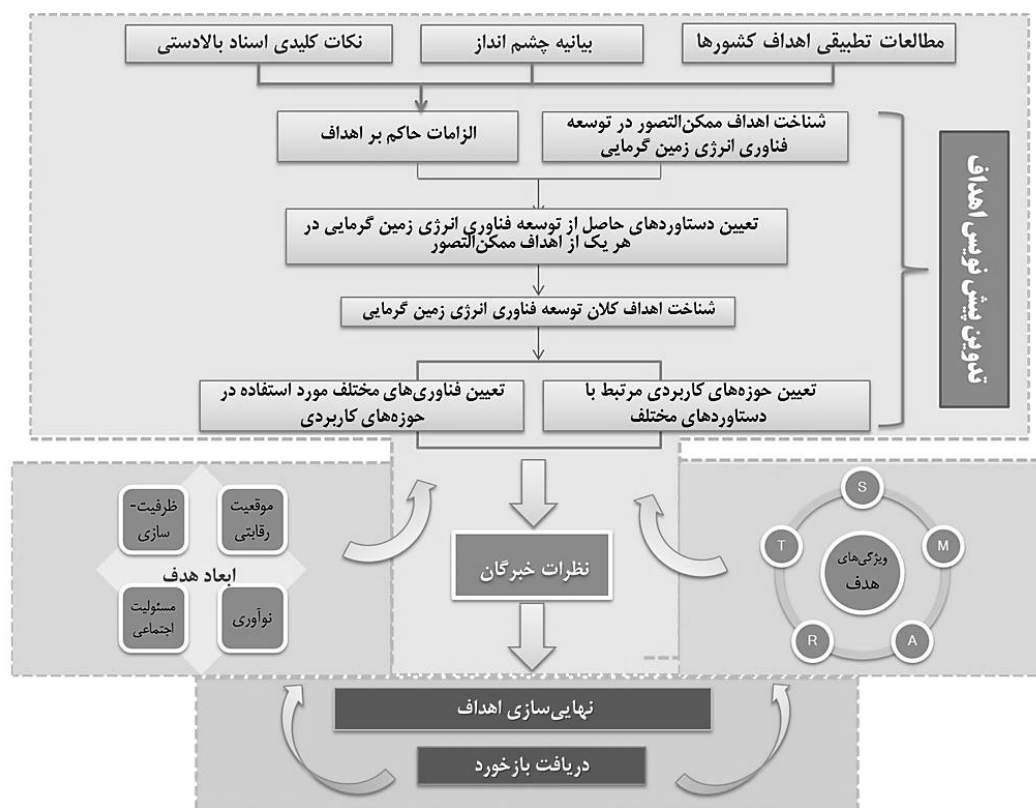 مطالعات تطبیقی اهداف کشورها
بیانیه چشم انداز
نکات کلیدی اسناد بالادستی
شناخت اهداف ممکن‌التصور در توسعه
فناوری انرژی زمین گرمایی
الزامات حاکم بر اهداف
تعیین دستاوردهای حاصل از توسعه فناوری انرژی زمین گرمایی در
هر یک از اهداف ممکن‌التصور
شناخت اهداف کلان توسعه فناوری انرژی زمین گرمایی
تعیین حوزه‌های کاربردی مرتبط با
دستاوردهای مختلف
تعیین فناوری‌های مختلف مورد استفاده در
حوزه‌های کاربردی
تدوین پیش نویس اهداف
S
M
A
R
T
ویژگی‌های
هدف
نظرات خبرگان
موقعیت
رقابتی
ظرفیت-
سازی
ابعاد هدف
نوآوری
مسئولیت
اجتماعی
نهایی‌سازی اهداف
دریافت بازخورد